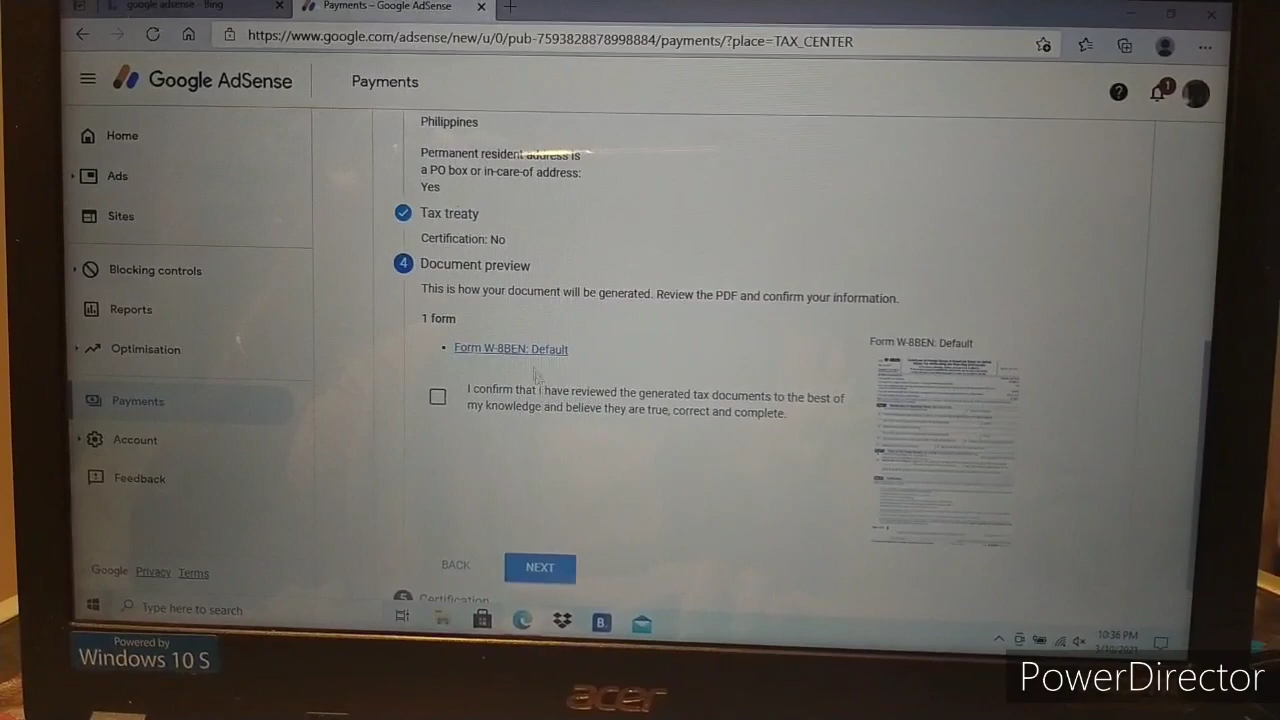 google adsense - Bing
Payments – Google AdSense
https://www.google.com/adsense/new/u/0/pub-7593828878998884/payments/?place=TAX_CENTER
Google AdSense
Payments
1
Home
Ads
Sites
Blocking controls
Reports
Optimisation
Payments
Account
Feedback
Google Privacy Terms
Philippines
Permanent resident address is
a PO box or in-care-of address:
Yes
Tax treaty
Certification: No
4 Document preview
This is how your document will be generated. Review the PDF and confirm your information.
1 form
• Form W-8BEN: Default
Form W-8BEN: Default
I confirm that I have reviewed the generated tax documents to the best of
my knowledge and believe they are true, correct and complete.
BACK
NEXT
5 Certification
Type here to search
B.
10:36 PM
3/10/2021
Powered by
Windows 10 S
acer
PowerDirector